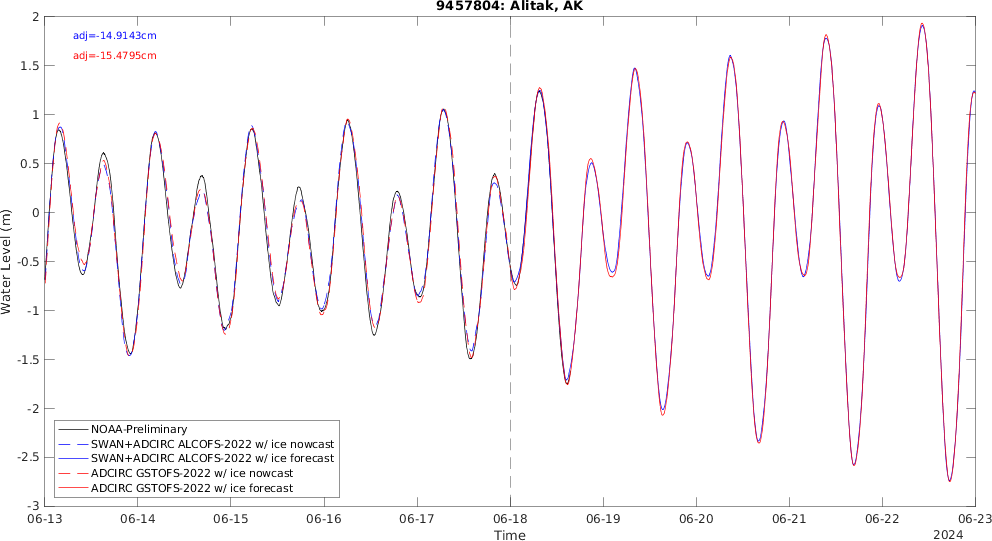 9457804: Alitak, AK
adj=-14.9143cm
adj=-15.4795cm
2
1.5
1
0.5
0
-0.5
-1
-1.5
-2
-2.5
-3
Water Level (m)
NOAA-Preliminary
SWAN+ADCIRC ALCOFS-2022 w/ ice nowcast
SWAN+ADCIRC ALCOFS-2022 w/ ice forecast
ADCIRC GSTOFS-2022 w/ ice nowcast
ADCIRC GSTOFS-2022 w/ ice forecast
06-13 06-14 06-15 06-16 06-17 06-18 06-19 06-20 06-21 06-22 06-23
Time
2024